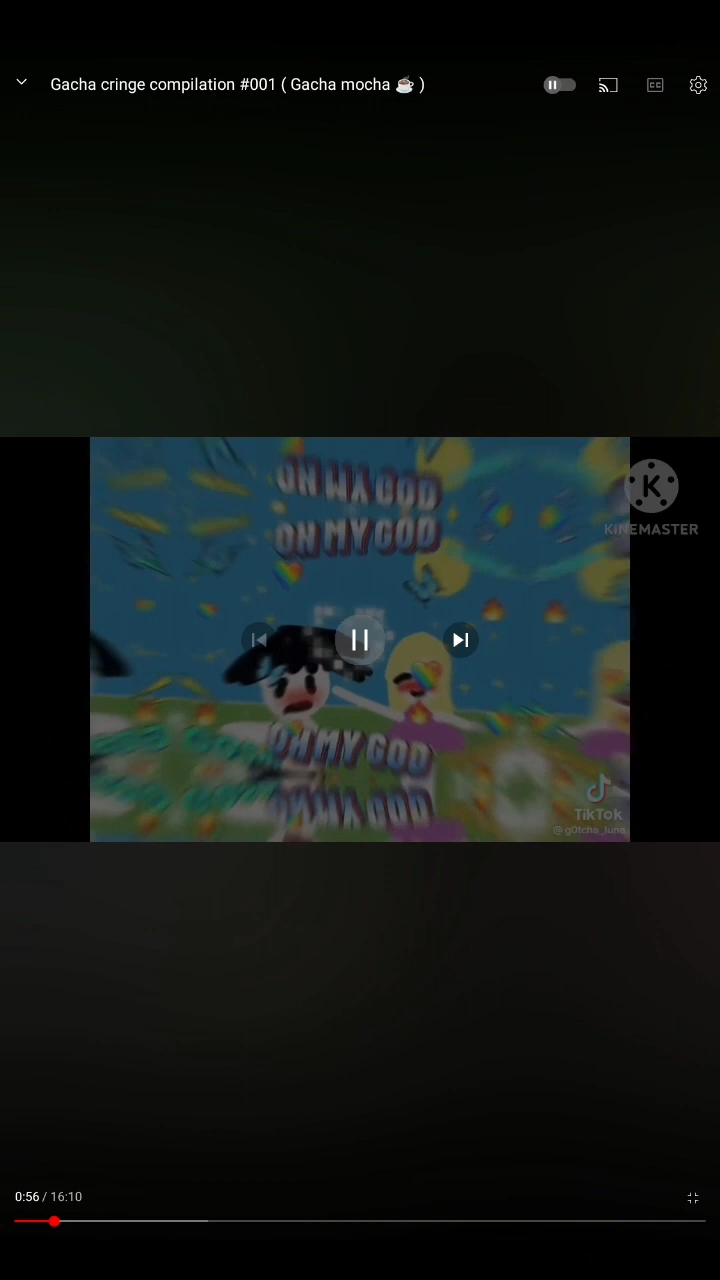 Gacha cringe compilation #001 ( Gacha mocha ☕ )
CC
OH MY GOD
OH MY GOD
K
KINEMASTER
OH MY GOD
OH MY GOD
TikTok
@g0tcha_luna
0:56 / 16:10